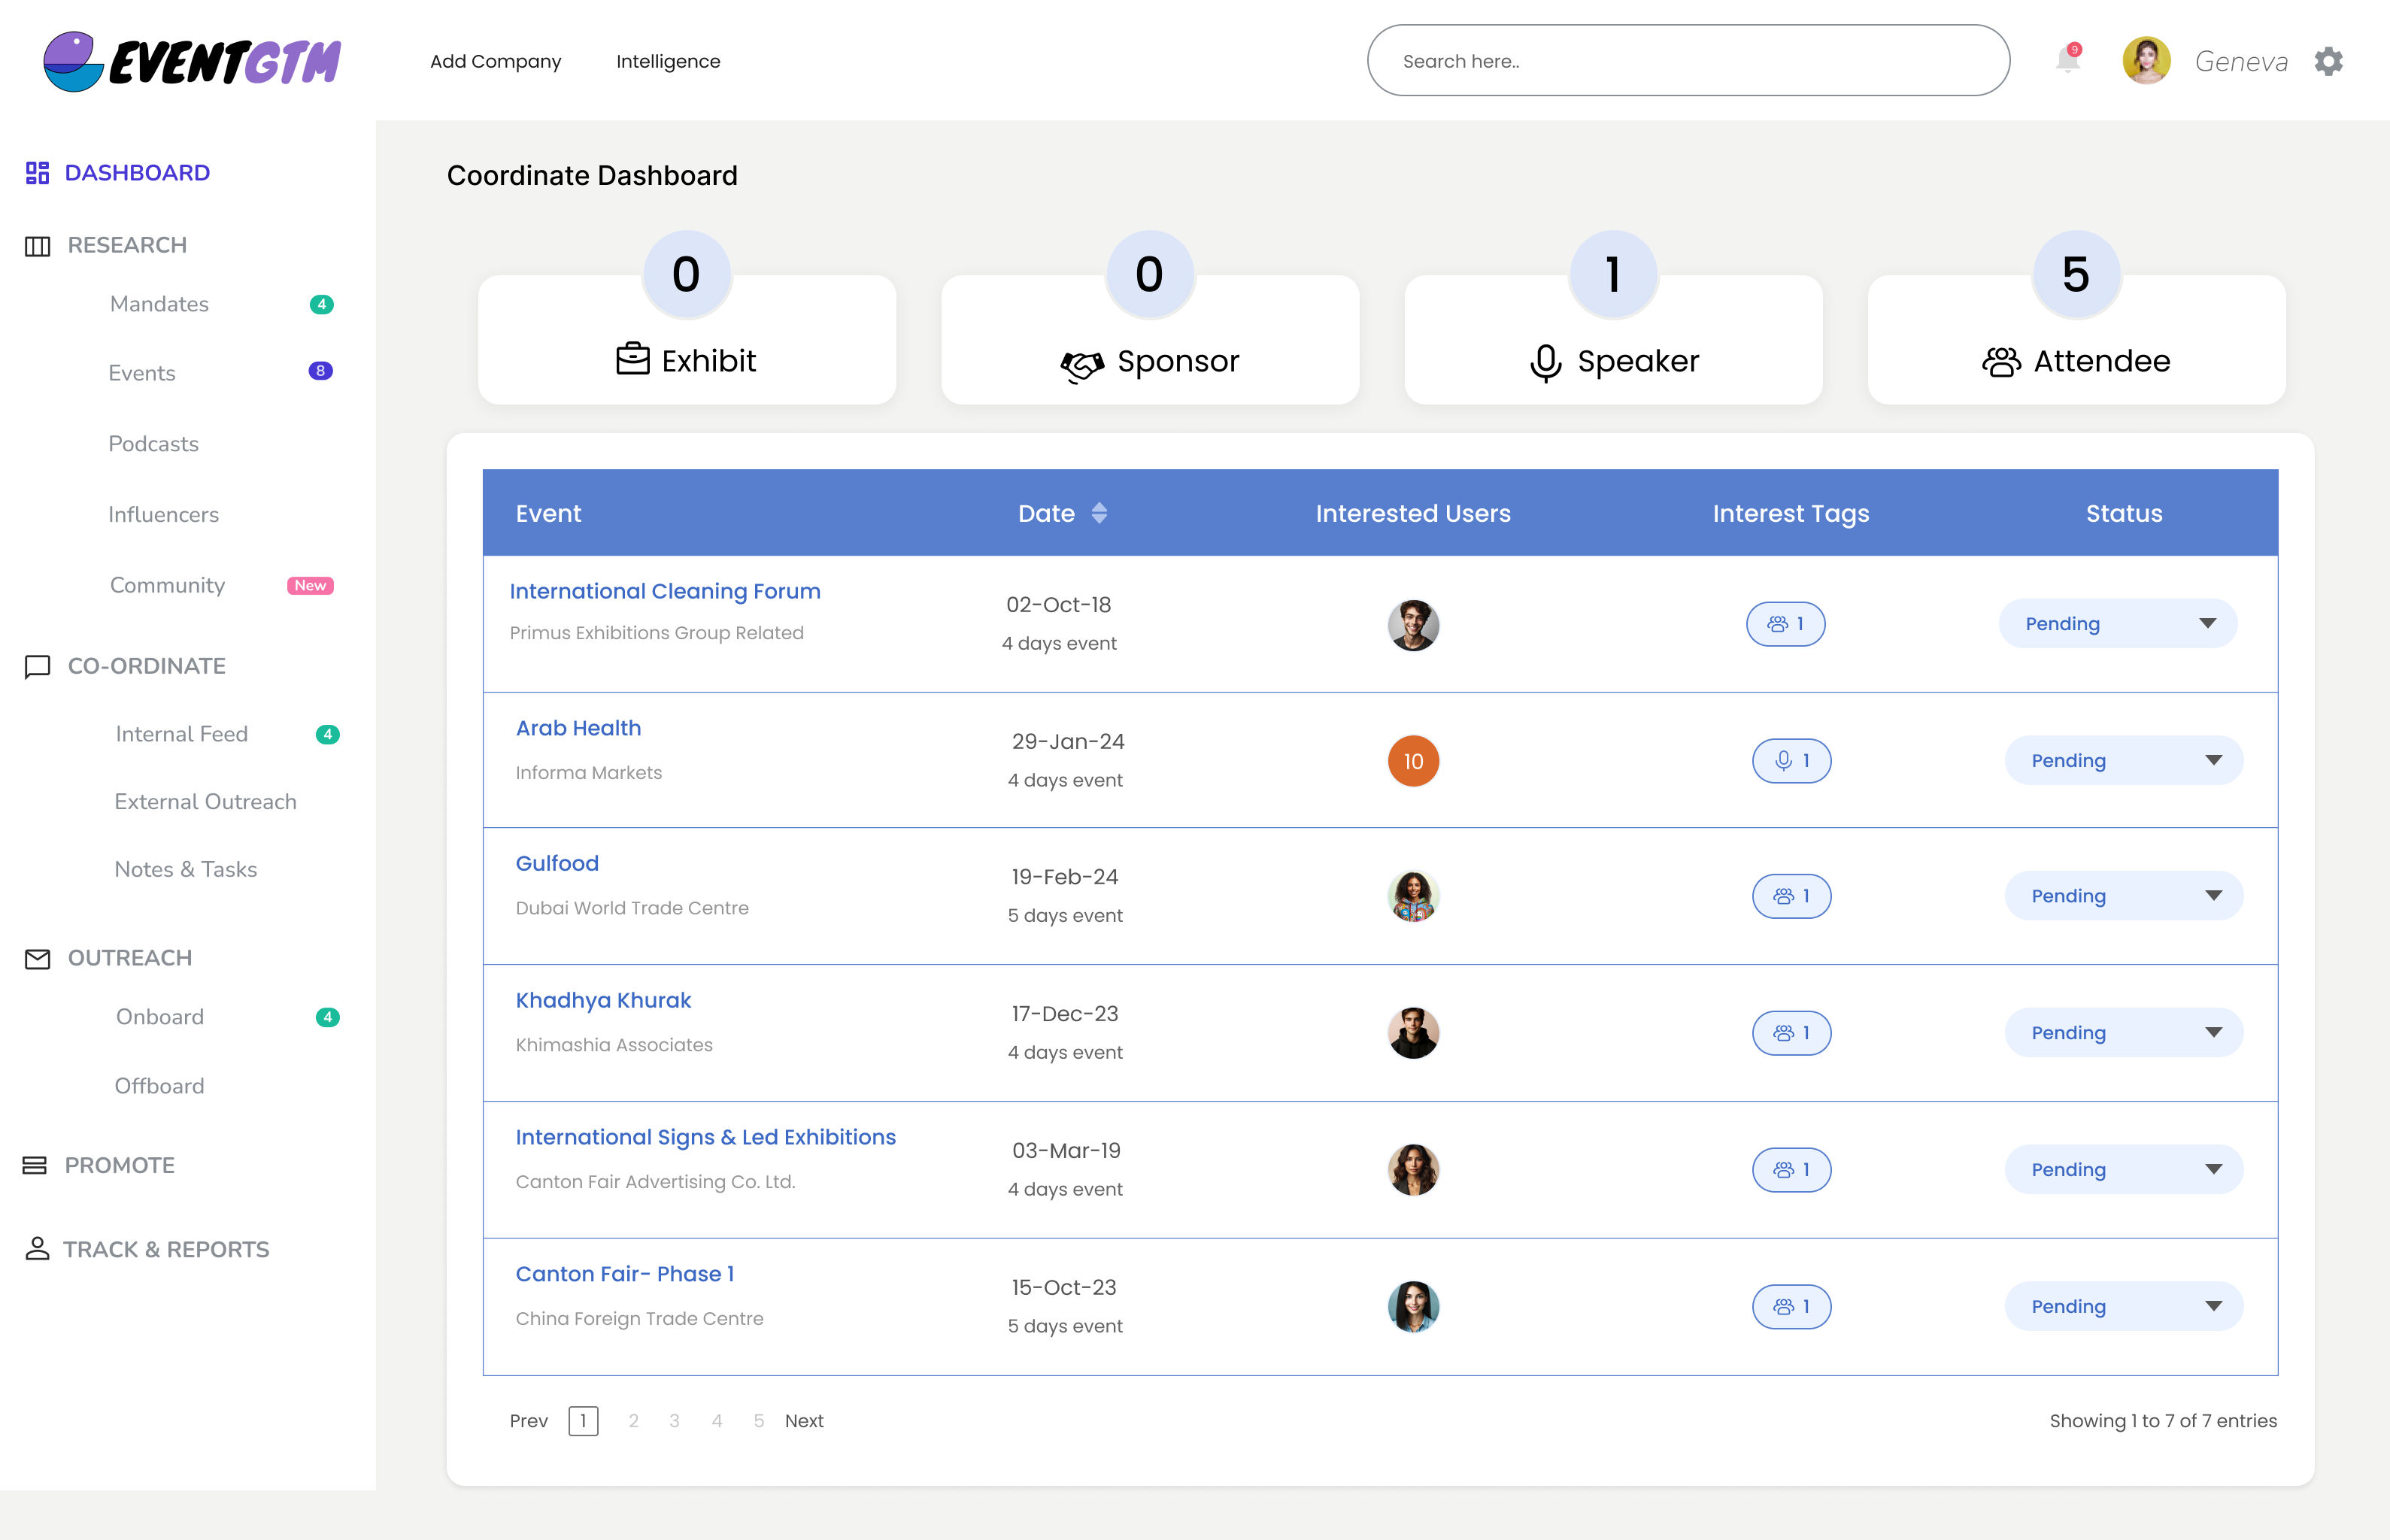 EVENTGTM
Add Company
Intelligence
Search here..
9
Geneva
DASHBOARD
RESEARCH
Mandates 4
Events 8
Podcasts
Influencers
Community New
CO-ORDINATE
Internal Feed 4
External Outreach
Notes & Tasks
OUTREACH
Onboard 4
Offboard
PROMOTE
TRACK & REPORTS
Coordinate Dashboard
0
Exhibit
0
Sponsor
1
Speaker
5
Attendee
Event Date Interested Users Interest Tags Status
International Cleaning Forum
Primus Exhibitions Group Related
02-Oct-18
4 days event
1
Pending
Arab Health
Informa Markets
29-Jan-24
4 days event
10
1
Pending
Gulfood
Dubai World Trade Centre
19-Feb-24
5 days event
1
Pending
Khadhya Khurak
Khimashia Associates
17-Dec-23
4 days event
1
Pending
International Signs & Led Exhibitions
Canton Fair Advertising Co. Ltd.
03-Mar-19
4 days event
1
Pending
Canton Fair- Phase 1
China Foreign Trade Centre
15-Oct-23
5 days event
1
Pending
Prev 1 2 3 4 5 Next
Showing 1 to 7 of 7 entries